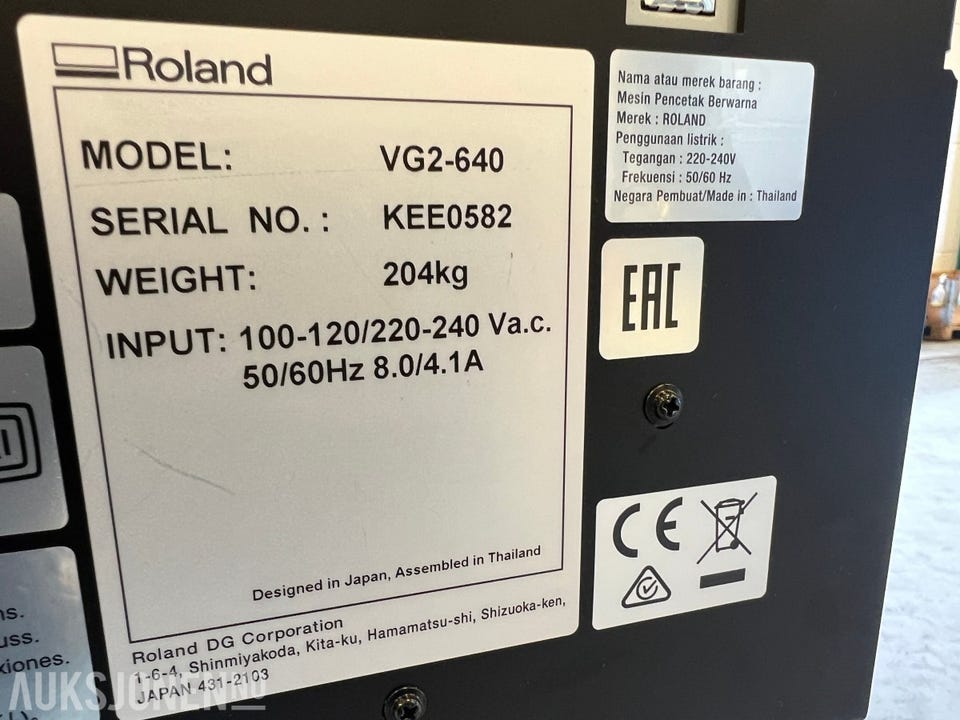 Roland
MODEL: VG2-640
SERIAL NO. : KEE0582
WEIGHT: 204kg
INPUT: 100-120/220-240 Va.c.
50/60Hz 8.0/4.1A
Designed in Japan, Assembled in Thailand
Roland DG Corporation
1-6-4, Shinmiyakoda, Kita-ku, Hamamatsu-shi, Shizuoka-ken,
JAPAN 431-2103
Nama atau merek barang :
Mesin Pencetak Berwarna
Merek : ROLAND
Penggunaan listrik :
Tegangan : 220-240V
Frekuensi : 50/60 Hz
Negara Pembuat/Made in : Thailand
EAC
CE
ns.
uss.
xiones.
AUKSJONEN.NO